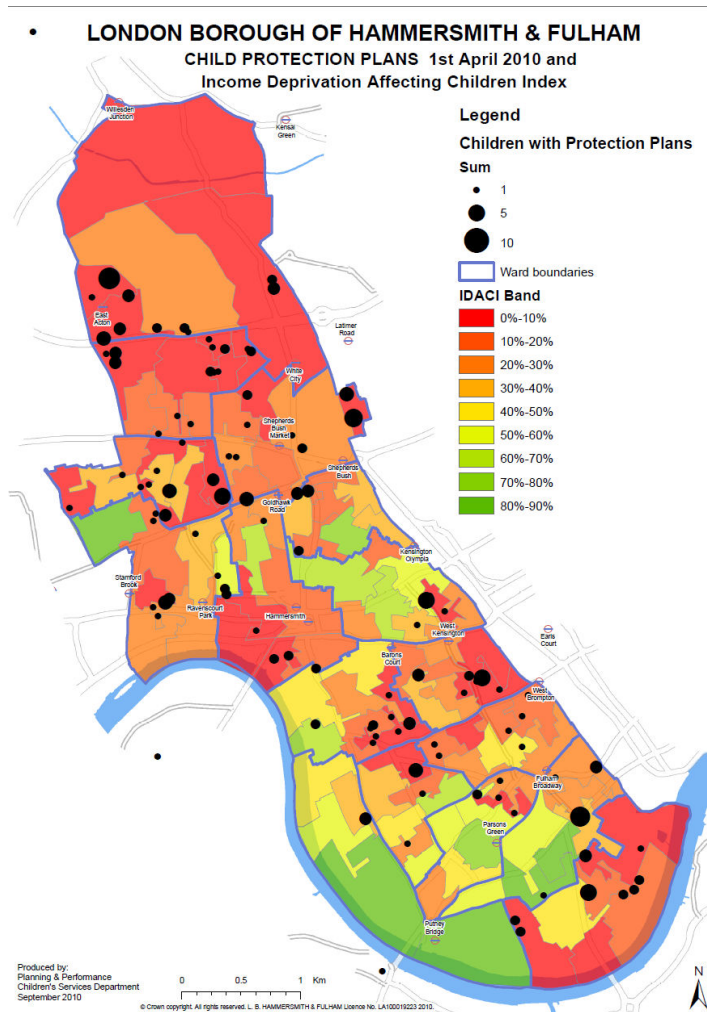 LONDON BOROUGH OF HAMMERSMITH & FULHAM
CHILD PROTECTION PLANS 1st April 2010 and
Income Deprivation Affecting Children Index
Legend
Children with Protection Plans
Sum
1
5
10
Ward boundaries
IDACI Band
0%-10%
10%-20%
20%-30%
30%-40%
40%-50%
50%-60%
60%-70%
70%-80%
80%-90%
Willesden
Junction
Kensal
Green
East
Acton
Latimer
Road
White
City
Shepherds
Bush
Market
Shepherds
Bush
Goldhawk
Road
Kensington
Olympia
Stamford
Brook
Ravenscourt
Park
Hammersmith
West
Kensington
Earls
Court
Barons
Court
West
Brompton
Fulham
Broadway
Parsons
Green
Putney
Bridge
Produced by:
Planning & Performance
Children's Services Department
September 2010
0 0.5 1 Km
© Crown copyright. All rights reserved. L. B. HAMMERSMITH & FULHAM Licence No. LA100019223 2010.
N